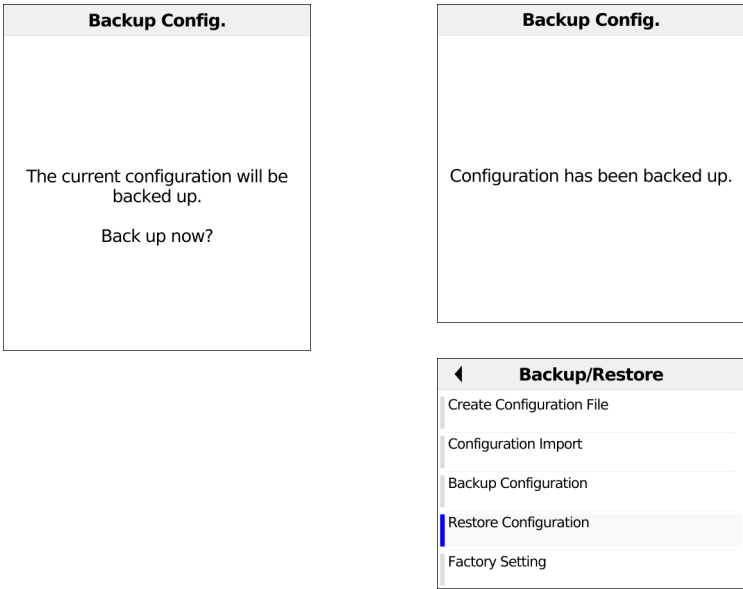 Backup Config.
The current configuration will be
backed up.
Back up now?
Backup Config.
Configuration has been backed up.
Backup/Restore
Create Configuration File
Configuration Import
Backup Configuration
Restore Configuration
Factory Setting